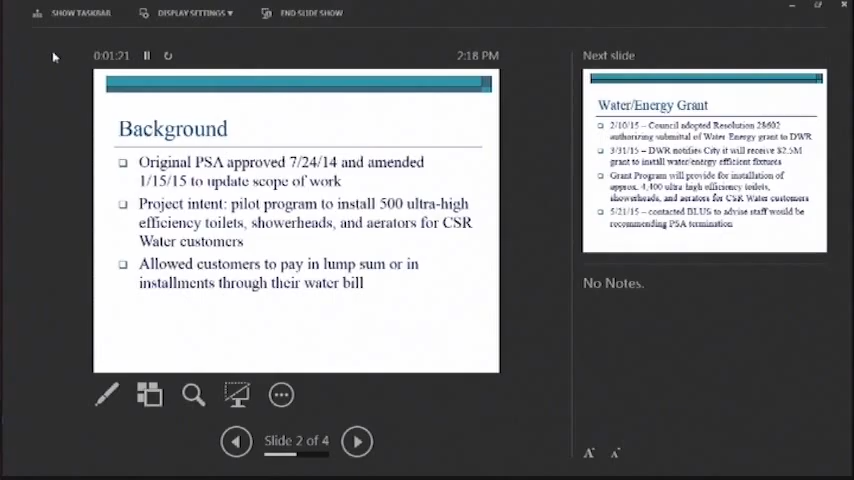 SHOW TASKBAR
DISPLAY SETTINGS ▾
END SLIDE SHOW
0:01:21
2:18 PM
Next slide
Background
Original PSA approved 7/24/14 and amended
1/15/15 to update scope of work
Project intent: pilot program to install 500 ultra-high
efficiency toilets, showerheads, and aerators for CSR
Water customers
Allowed customers to pay in lump sum or in
installments through their water bill
Water/Energy Grant
2/10/15 – Council adopted Resolution 28602
authorizing submittal of Water Energy grant to DWR
3/31/15 – DWR notifies City it will receive $2.5M
grant to install water/energy efficient fixtures
Grant Program will provide for installation of
approx. 4,400 ultra high efficiency toilets,
showerheads, and aerators for CSR Water customers
5/21/15 – contacted BLUS to advise staff would be
recommending PSA termination
No Notes.
Slide 2 of 4
A A